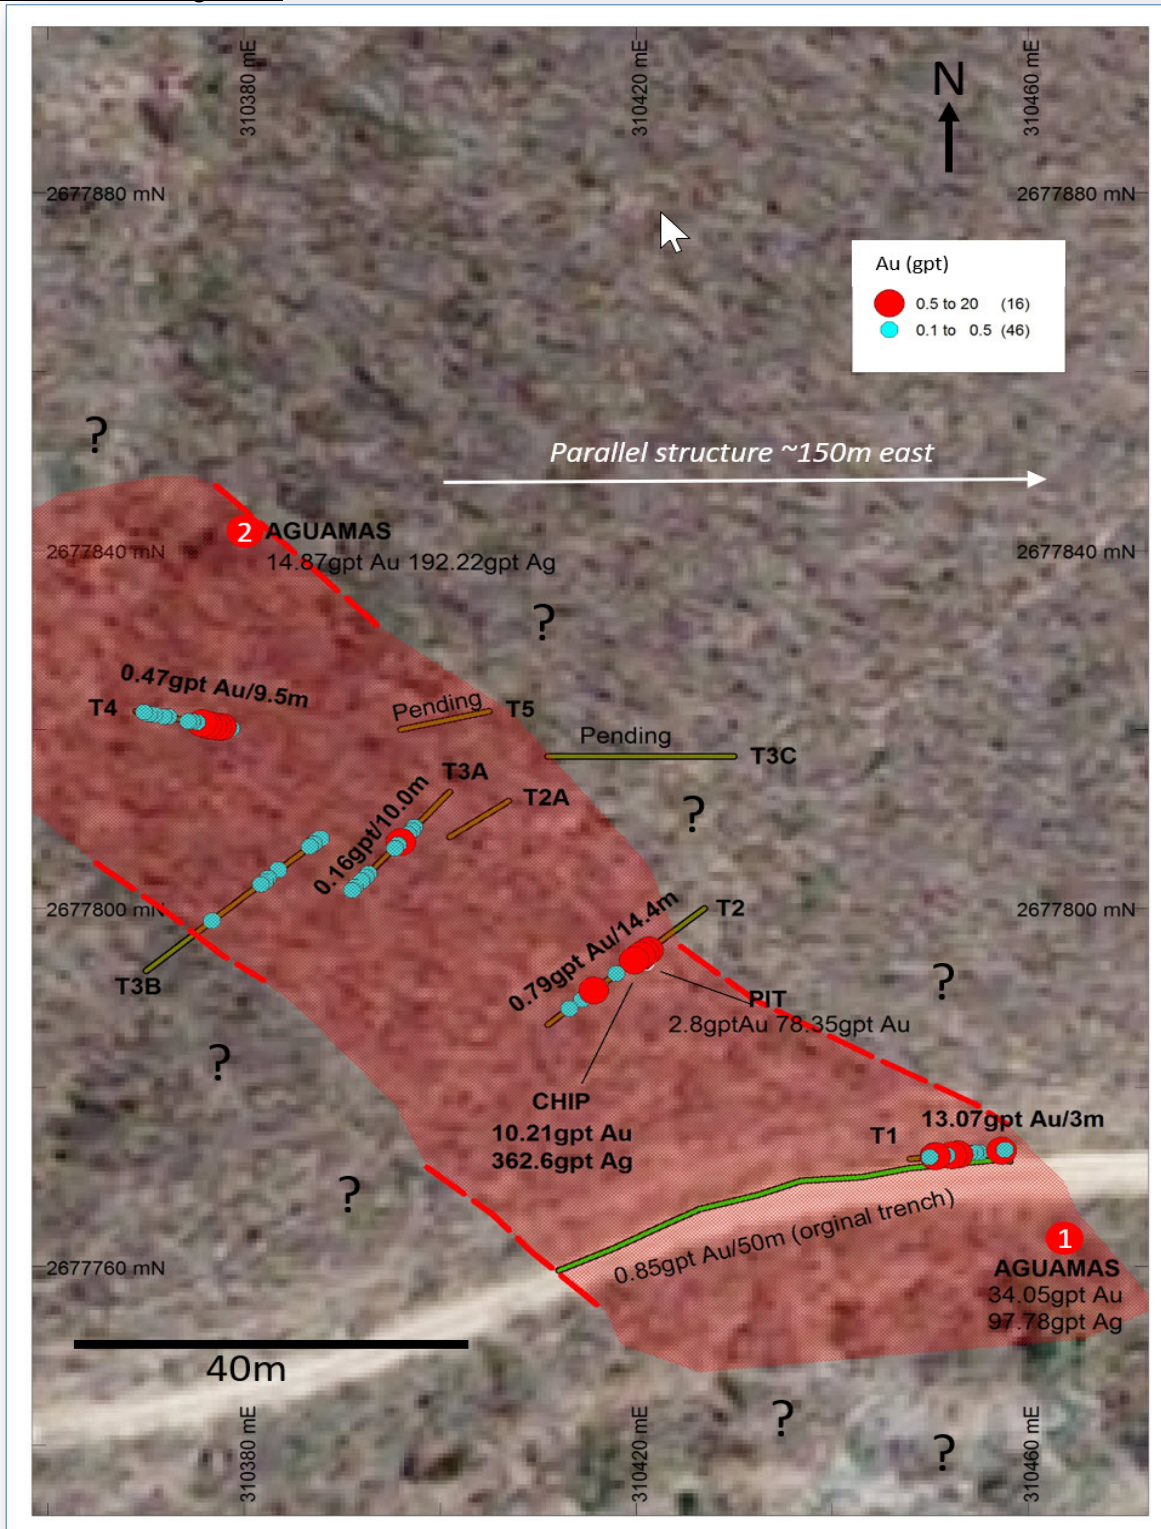 310380 mE
310420 mE
310460 mE
N
2677880 mN
2677880 mN
Au (gpt)
0.5 to 20 (16)
0.1 to 0.5 (46)
?
Parallel structure ~150m east
2 AGUAMAS
2677840 mN
2677840 mN
14.87gpt Au 192.22gpt Ag
?
0.47gpt Au/9.5m
T4
Pending
T5
Pending
T3C
T3A
T2A
0.16gpt/10.0m
?
2677800 mN
2677800 mN
T2
0.79gpt Au/14.4m
T3B
?
PIT
2.8gptAu 78.35gpt Au
?
CHIP
10.21gpt Au
362.6gpt Ag
13.07gpt Au/3m
T1
?
0.85gpt Au/50m (orginal trench)
1
2677760 mN
AGUAMAS
34.05gpt Au
97.78gpt Ag
40m
?
?
310380 mE
310420 mE
310460 mE